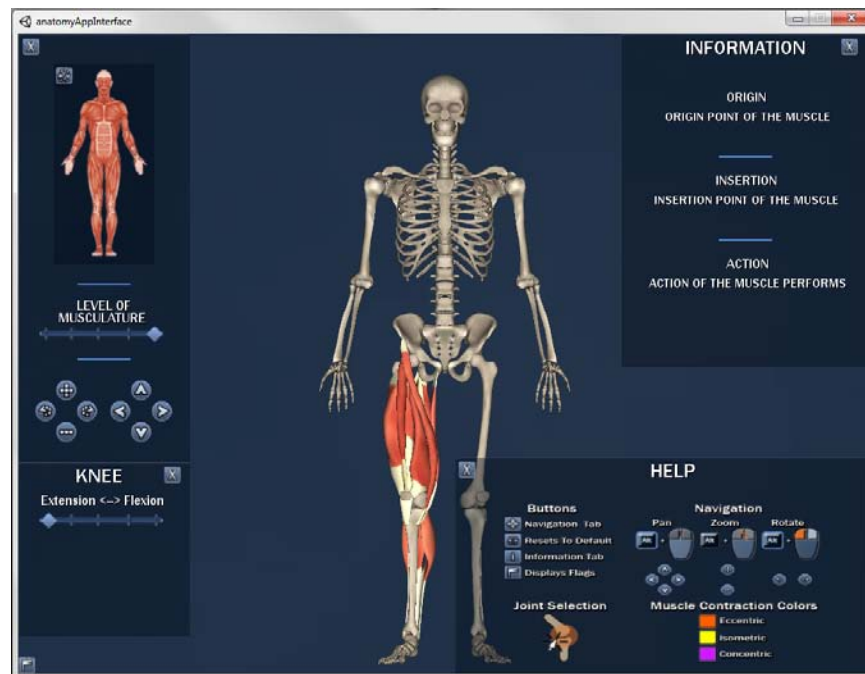 anatomyAppInterface
LEVEL OF
MUSCULATURE
KNEE
Extension <--> Flexion
INFORMATION
ORIGIN
ORIGIN POINT OF THE MUSCLE
INSERTION
INSERTION POINT OF THE MUSCLE
ACTION
ACTION OF THE MUSCLE PERFORMS
HELP
Buttons
Navigation Tab
Resets To Default
Information Tab
Displays Flags
Navigation
Pan Zoom Rotate
Alt + Alt + Alt +
Joint Selection
Muscle Contraction Colors
Eccentric
Isometric
Concentric